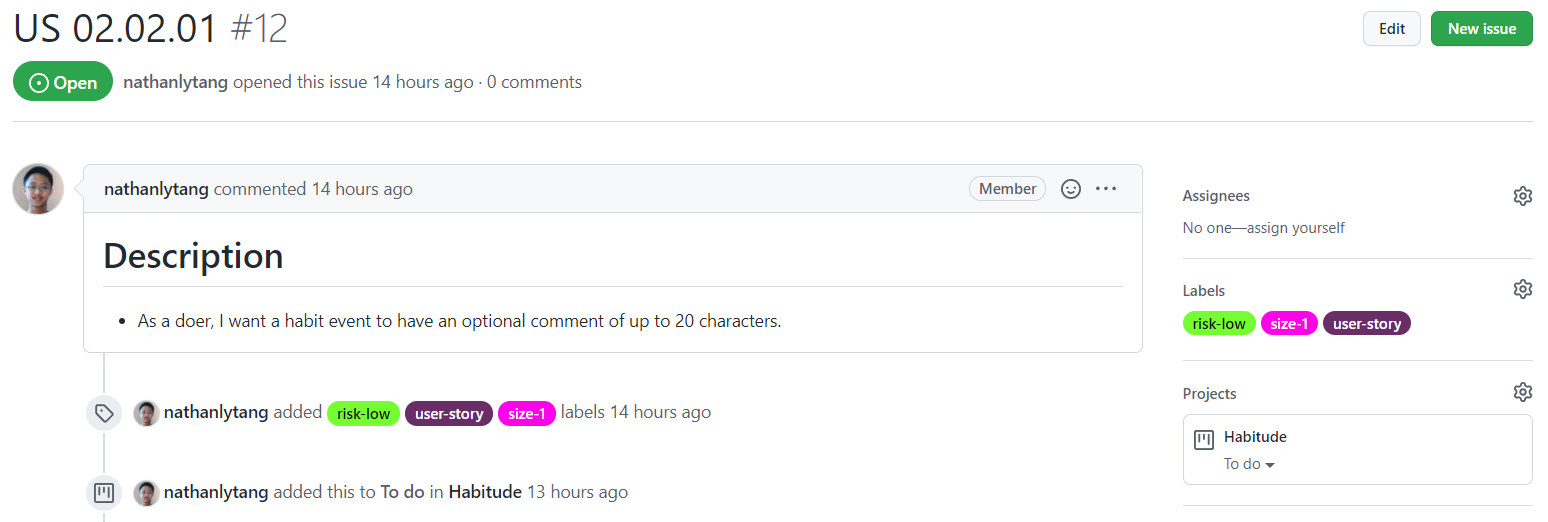 US 02.02.01 #12
Edit
New issue
Open
nathanlytang opened this issue 14 hours ago · 0 comments
nathanlytang commented 14 hours ago
Member
Description
• As a doer, I want a habit event to have an optional comment of up to 20 characters.
nathanlytang added risk-low user-story size-1 labels 14 hours ago
nathanlytang added this to To do in Habitude 13 hours ago
Assignees
No one—assign yourself
Labels
risk-low size-1 user-story
Projects
Habitude
To do